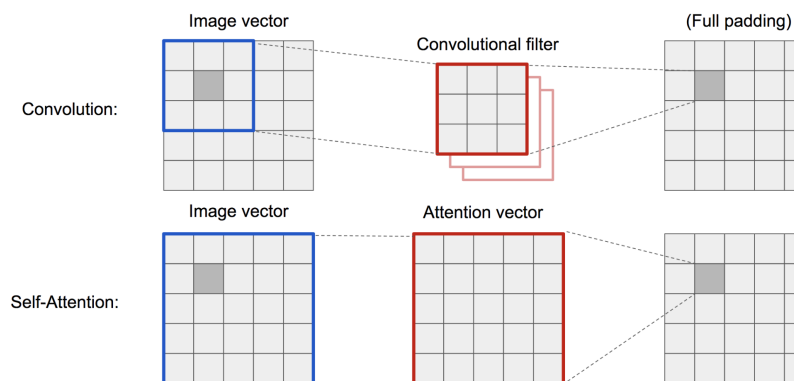 Image vector
(Full padding)
Convolutional filter
Convolution:
Image vector
Attention vector
Self-Attention: